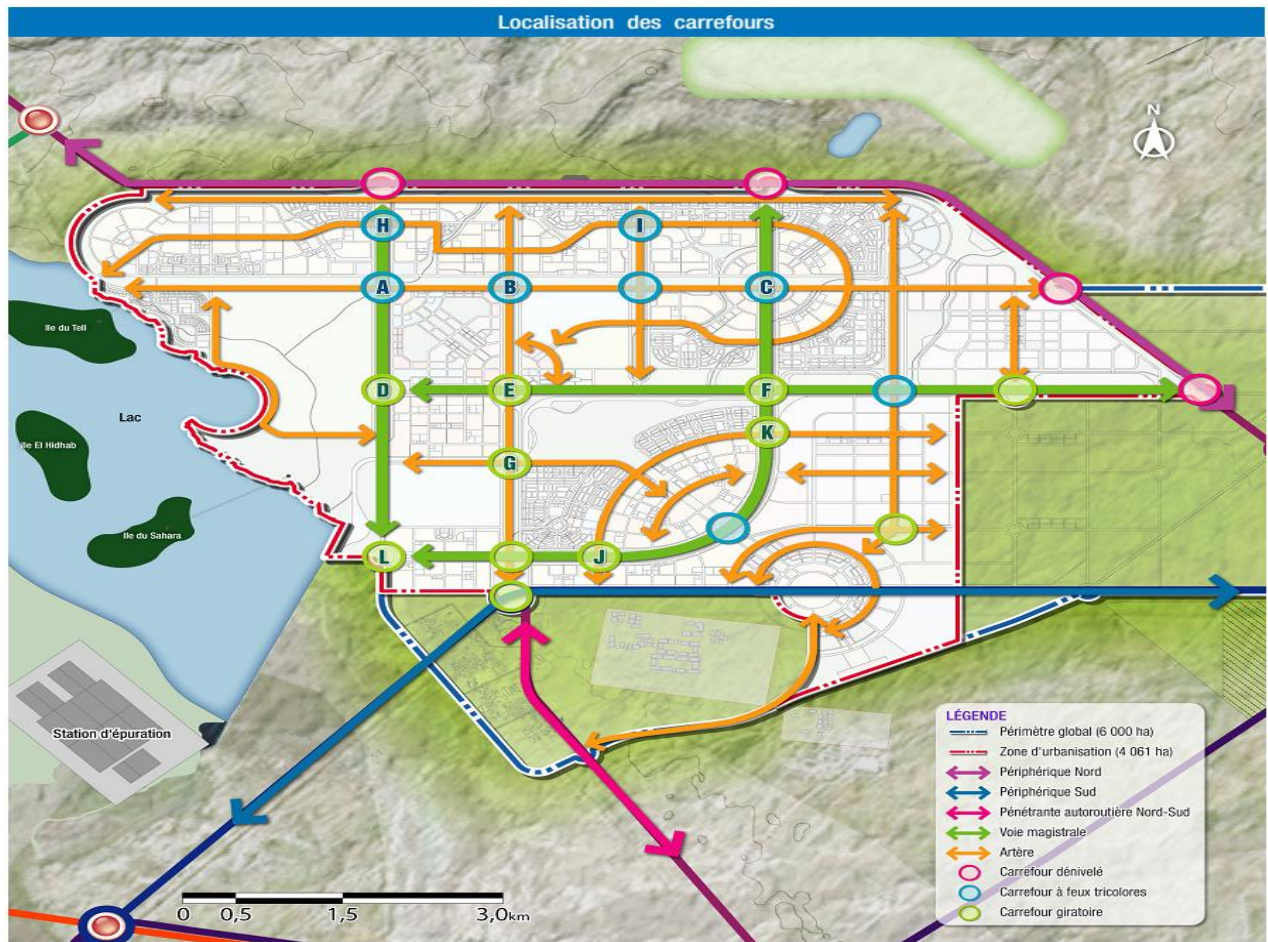 Localisation des carrefours
N
H
I
A
B
C
Ile du Tell
D
E
F
Lac
K
Ile El Hidhab
G
Ile du Sahara
L
J
Station d'épuration
LÉGENDE
Périmètre global (6 000 ha)
Zone d'urbanisation (4 061 ha)
Périphérique Nord
Périphérique Sud
Pénétrante autoroutière Nord-Sud
Voie magistrale
Artère
Carrefour dénivelé
Carrefour à feux tricolores
Carrefour giratoire
0 0,5 1,5 3,0km